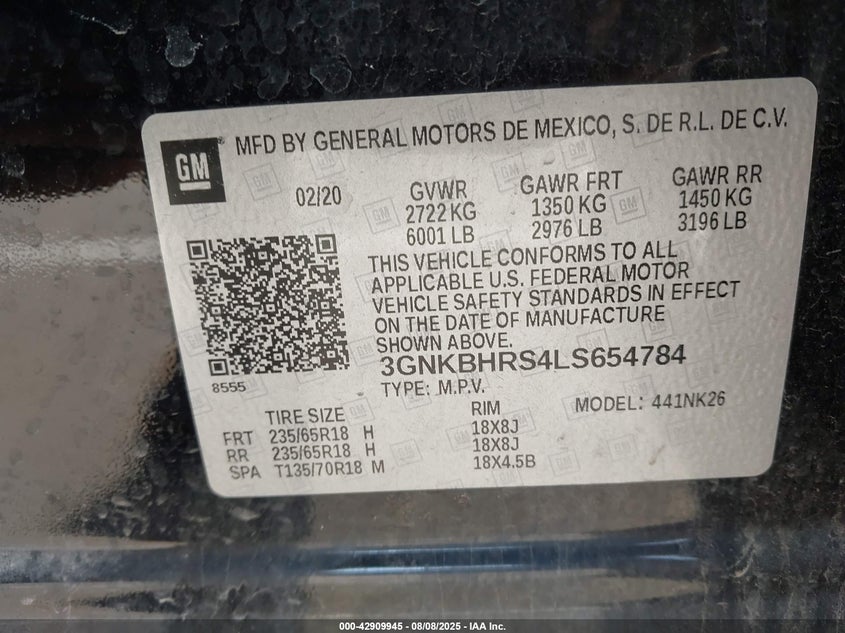 GM
MFD BY GENERAL MOTORS DE MEXICO, S. DE R.L. DE C.V.
02/20
GVWR
2722 KG
6001 LB
GAWR FRT
1350 KG
2976 LB
GAWR RR
1450 KG
3196 LB
THIS VEHICLE CONFORMS TO ALL
APPLICABLE U.S. FEDERAL MOTOR
VEHICLE SAFETY STANDARDS IN EFFECT
ON THE DATE OF MANUFACTURE
SHOWN ABOVE.
3GNKBHRS4LS654784
8555
TYPE: M.P.V.
MODEL: 441NK26
TIRE SIZE RIM
FRT 235/65R18 H 18X8J
RR 235/65R18 H 18X8J
SPA T135/70R18 M 18X4.5B
000-42909945 - 08/08/2025 - IAA Inc.